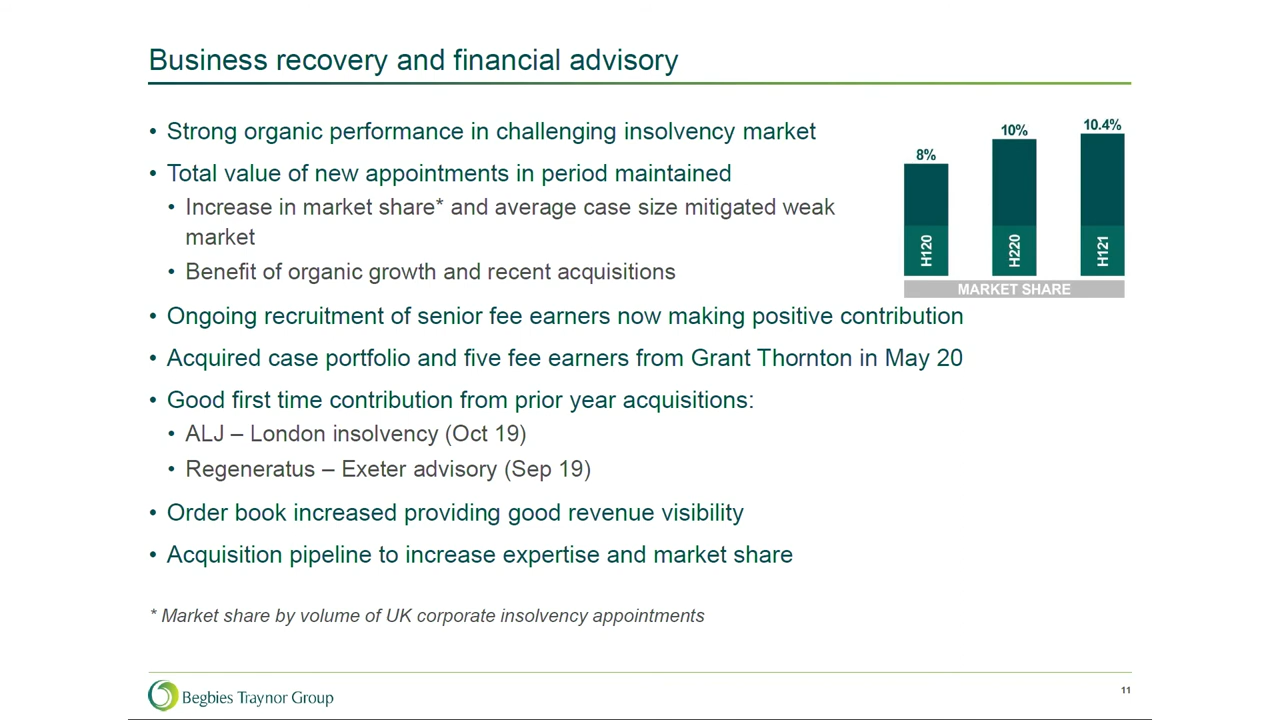 Business recovery and financial advisory
• Strong organic performance in challenging insolvency market
• Total value of new appointments in period maintained
• Increase in market share* and average case size mitigated weak
market
• Benefit of organic growth and recent acquisitions
• Ongoing recruitment of senior fee earners now making positive contribution
• Acquired case portfolio and five fee earners from Grant Thornton in May 20
• Good first time contribution from prior year acquisitions:
• ALJ – London insolvency (Oct 19)
• Regeneratus – Exeter advisory (Sep 19)
• Order book increased providing good revenue visibility
• Acquisition pipeline to increase expertise and market share
* Market share by volume of UK corporate insolvency appointments
8%
10%
10.4%
H120
H220
H121
MARKET SHARE
Begbies Traynor Group
11